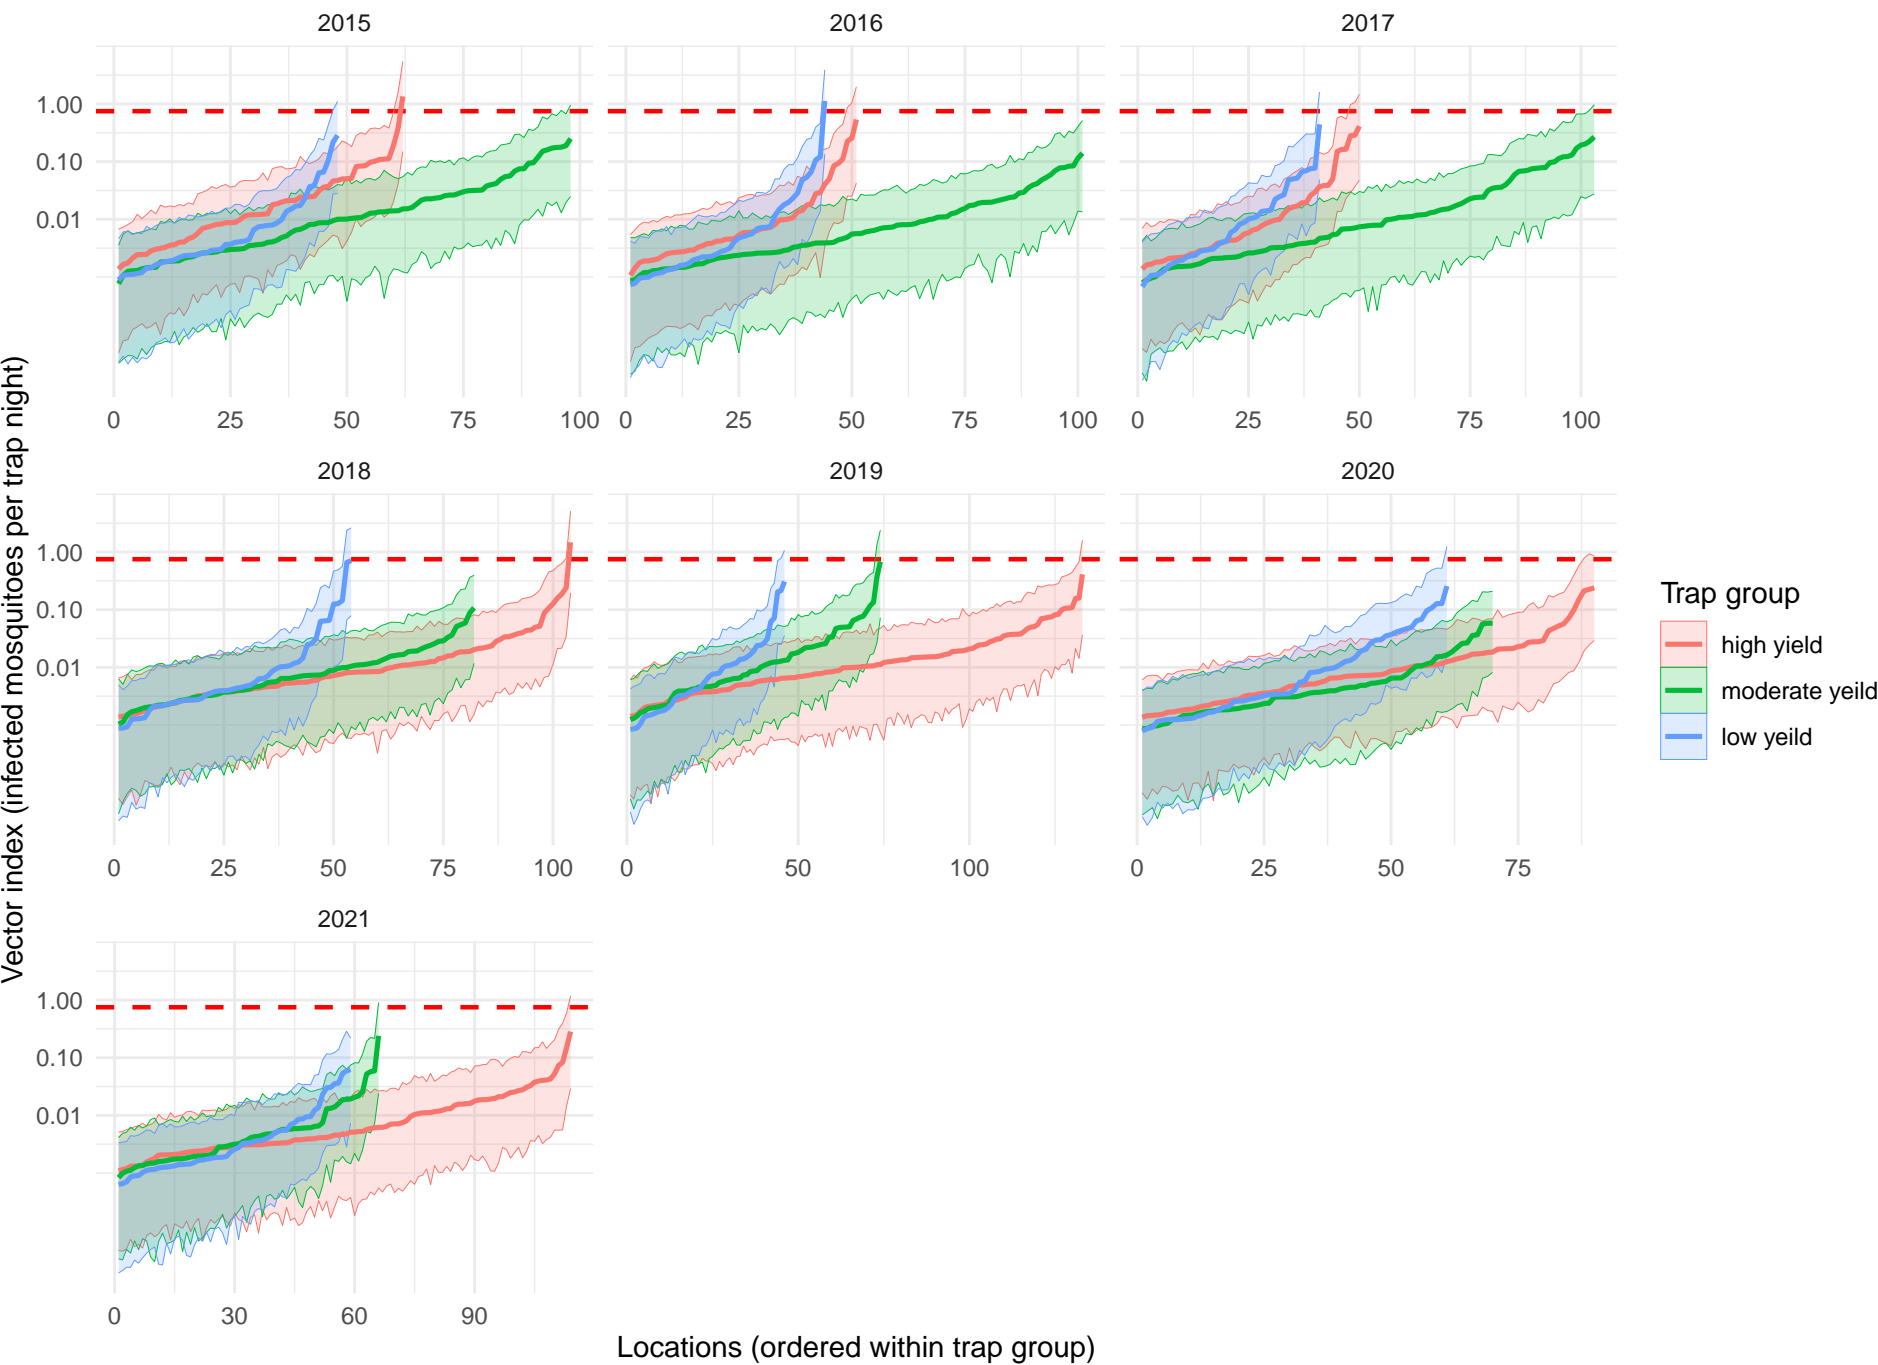 2015
2016
2017
1.00
0.10
0.01
0 25 50 75 100
0 25 50 75 100
0 25 50 75 100
2018
2019
2020
1.00
0.10
0.01
0 25 50 75 100
0 50 100
0 25 50 75
2021
1.00
0.10
0.01
0 30 60 90
Locations (ordered within trap group)
Vector index (infected mosquitoes per trap night)
Trap group
high yield
moderate yeild
low yeild